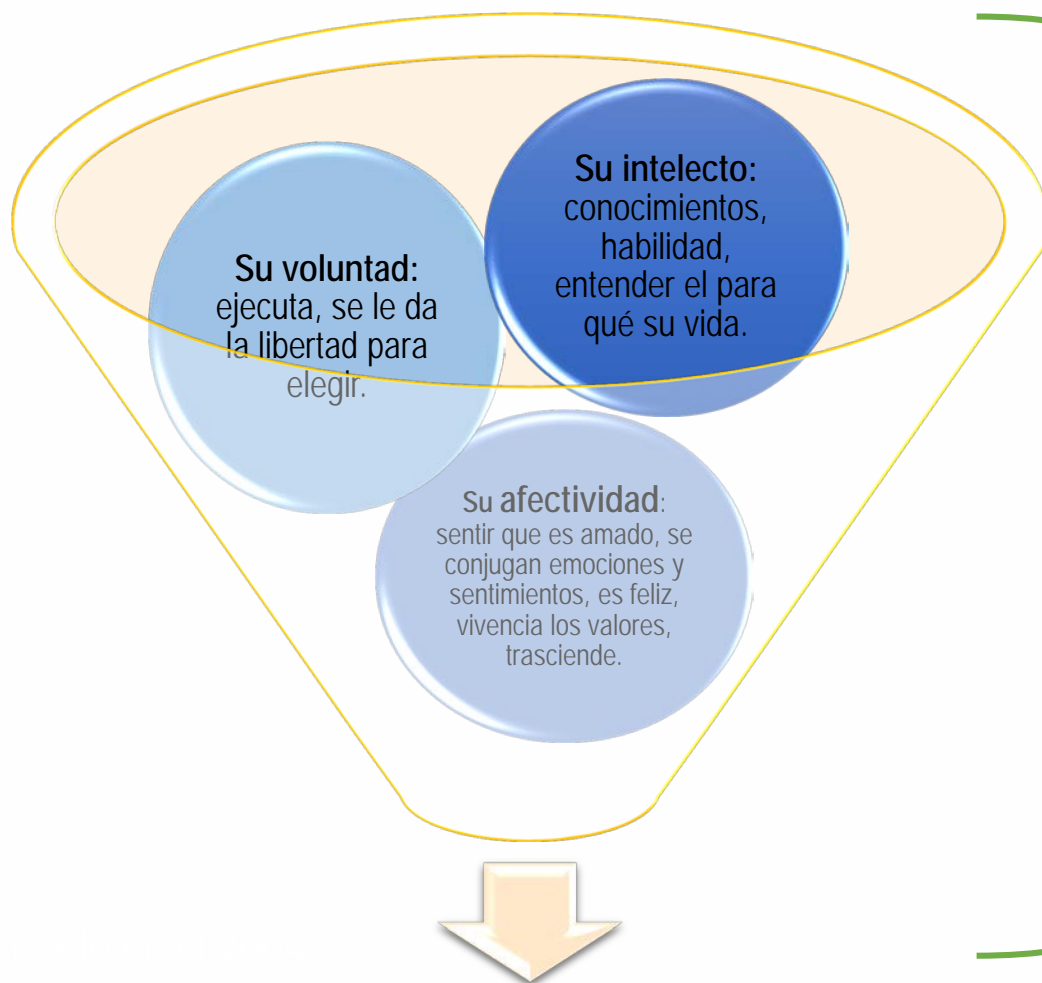 Su intelecto:
conocimientos,
habilidad,
entender el para
qué su vida.
Su voluntad:
ejecuta, se le da
la libertad para
elegir.
Su afectividad:
sentir que es amado, se
conjugan emociones y
sentimientos, es feliz,
vivencia los valores,
trasciende.